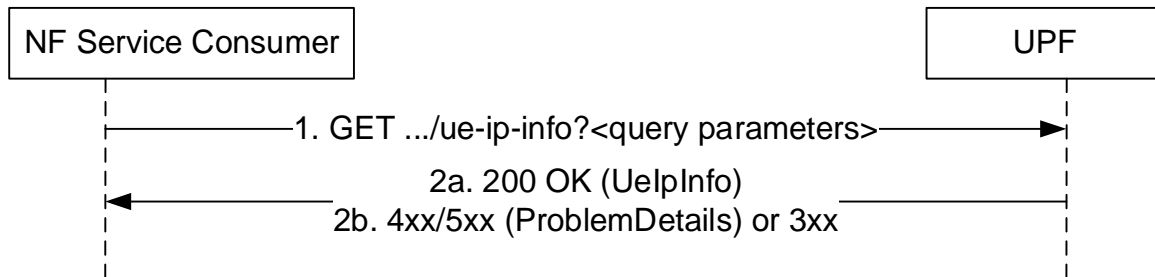 NF Service Consumer
UPF
1. GET .../ue-ip-info?<query parameters>
2a. 200 OK (UeIpInfo)
2b. 4xx/5xx (ProblemDetails) or 3xx